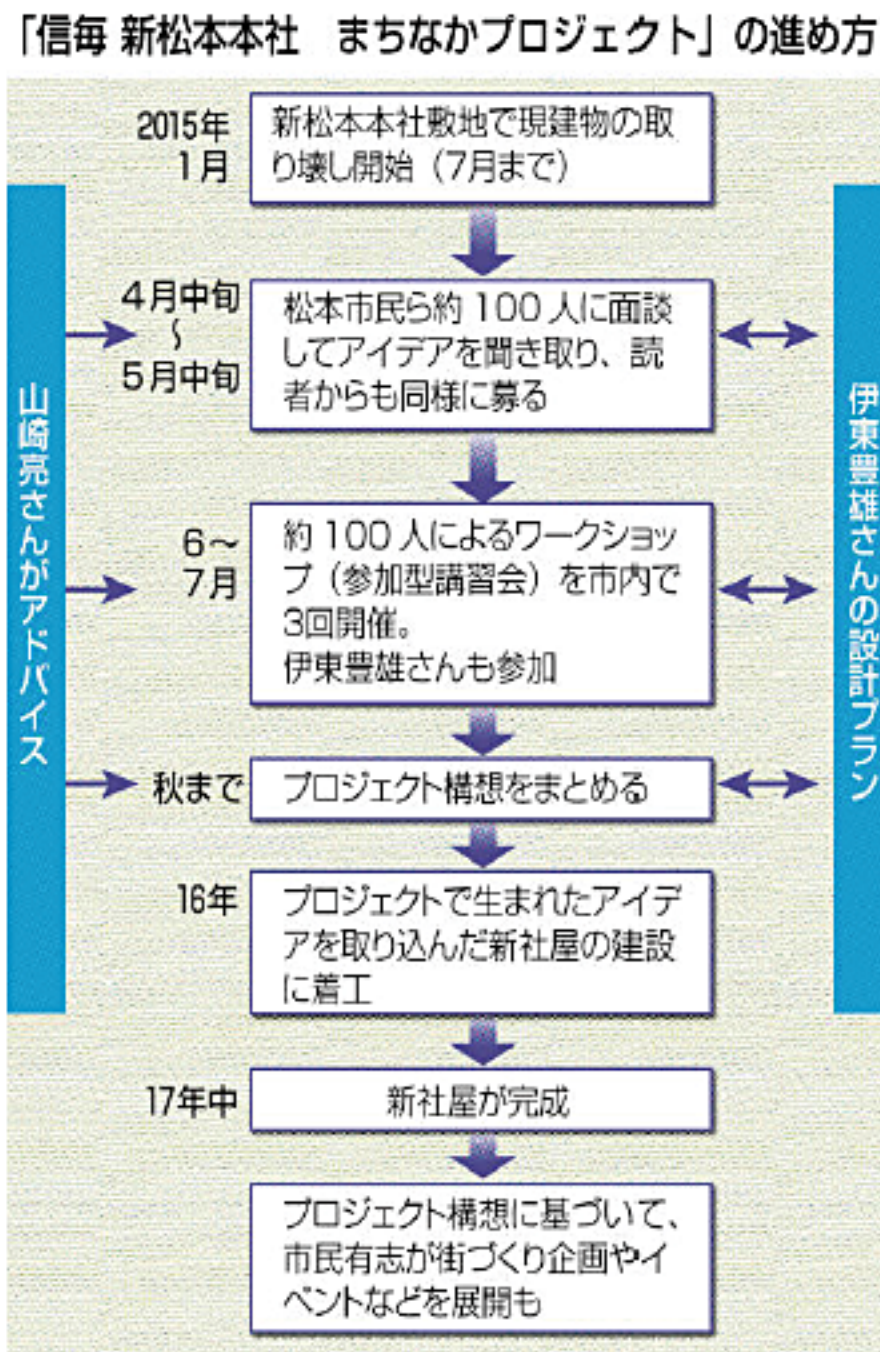 「信毎 新松本本社　まちなかプロジェクト」の進め方
2015年
1月
新松本本社敷地で現建物の取
り壊し開始（7月まで）
4月中旬
〜
5月中旬
松本市民ら約100人に面談
してアイデアを聞き取り、読
者からも同様に募る
山崎亮さんがアドバイス
伊東豊雄さんの設計プラン
6〜
7月
約100人によるワークショッ
プ（参加型講習会）を市内で
3回開催。
伊東豊雄さんも参加
秋まで
プロジェクト構想をまとめる
16年
プロジェクトで生まれたアイデ
アを取り込んだ新社屋の建設
に着工
17年中
新社屋が完成
プロジェクト構想に基づいて、
市民有志が街づくり企画やイ
ベントなどを展開も